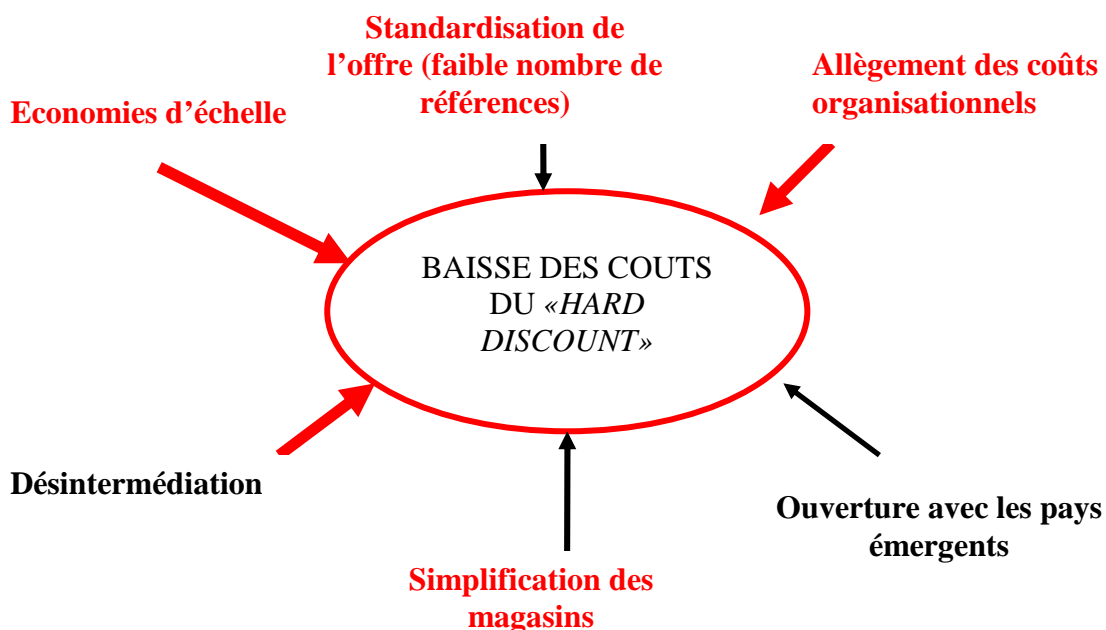 Standardisation de
l’offre (faible nombre de
références)
Allègement des coûts
organisationnels
Economies d’échelle
BAISSE DES COUTS
DU «HARD
DISCOUNT»
Désintermédiation
Ouverture avec les pays
émergents
Simplification des
magasins